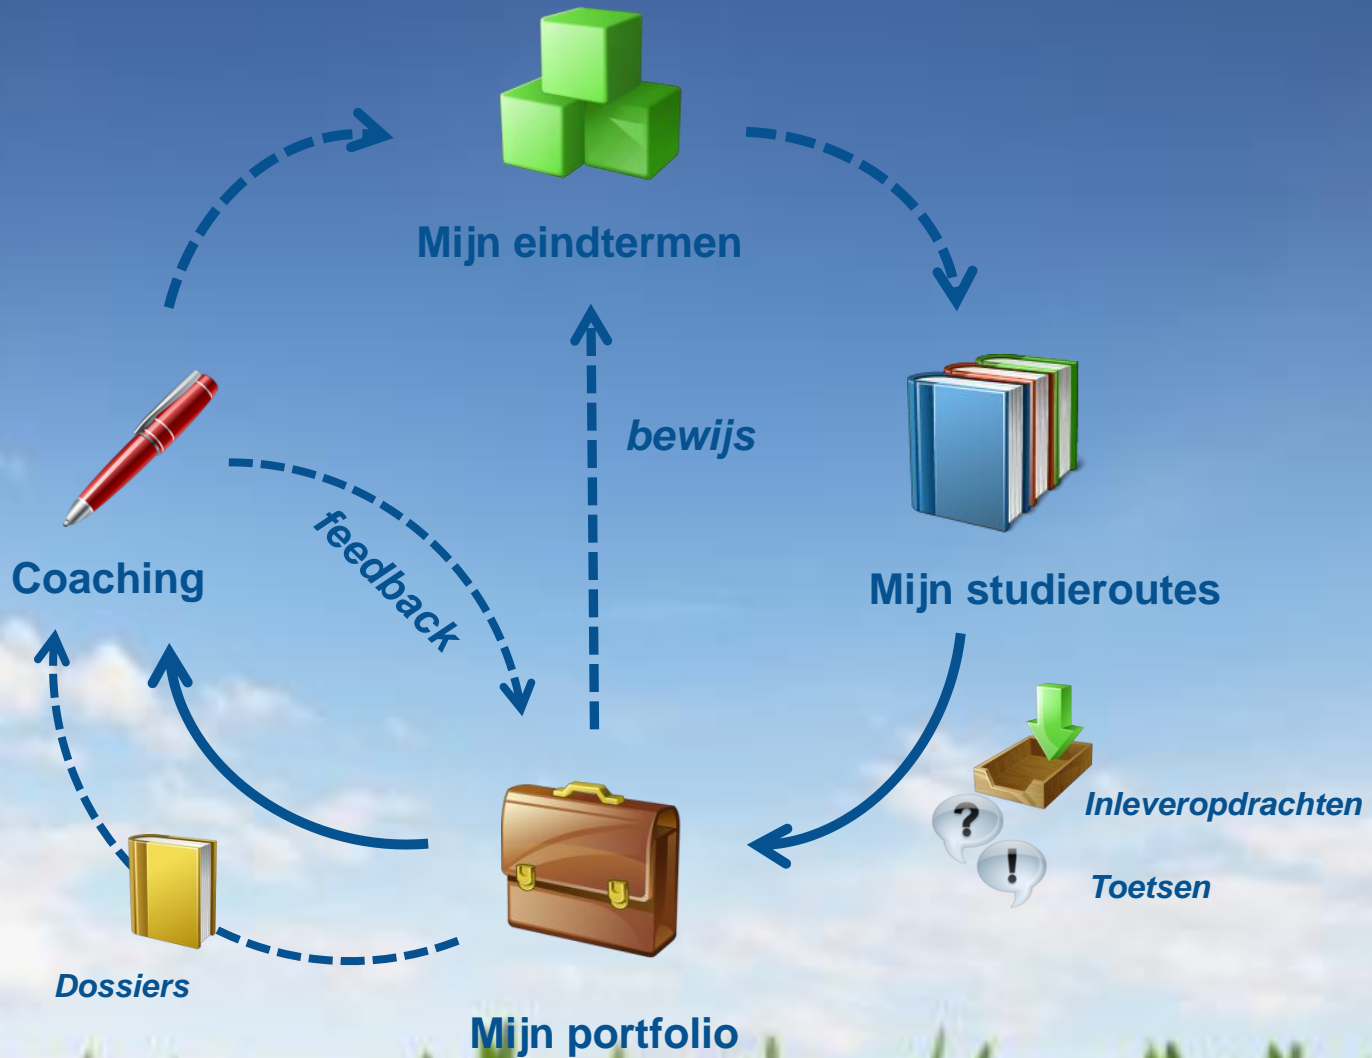 Mijn eindtermen
bewijs
feedback
Coaching
Mijn studieroutes
Inleveropdrachten
?
!
Toetsen
Dossiers
Mijn portfolio